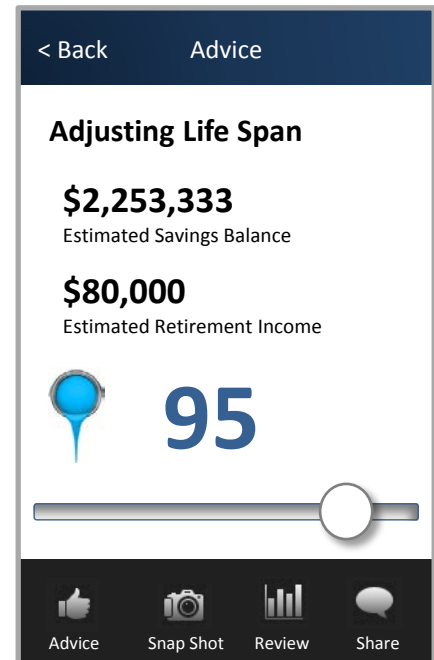 < Back Advice
Adjusting Life Span
$2,253,333
Estimated Savings Balance
$80,000
Estimated Retirement Income
95
Advice Snap Shot Review Share